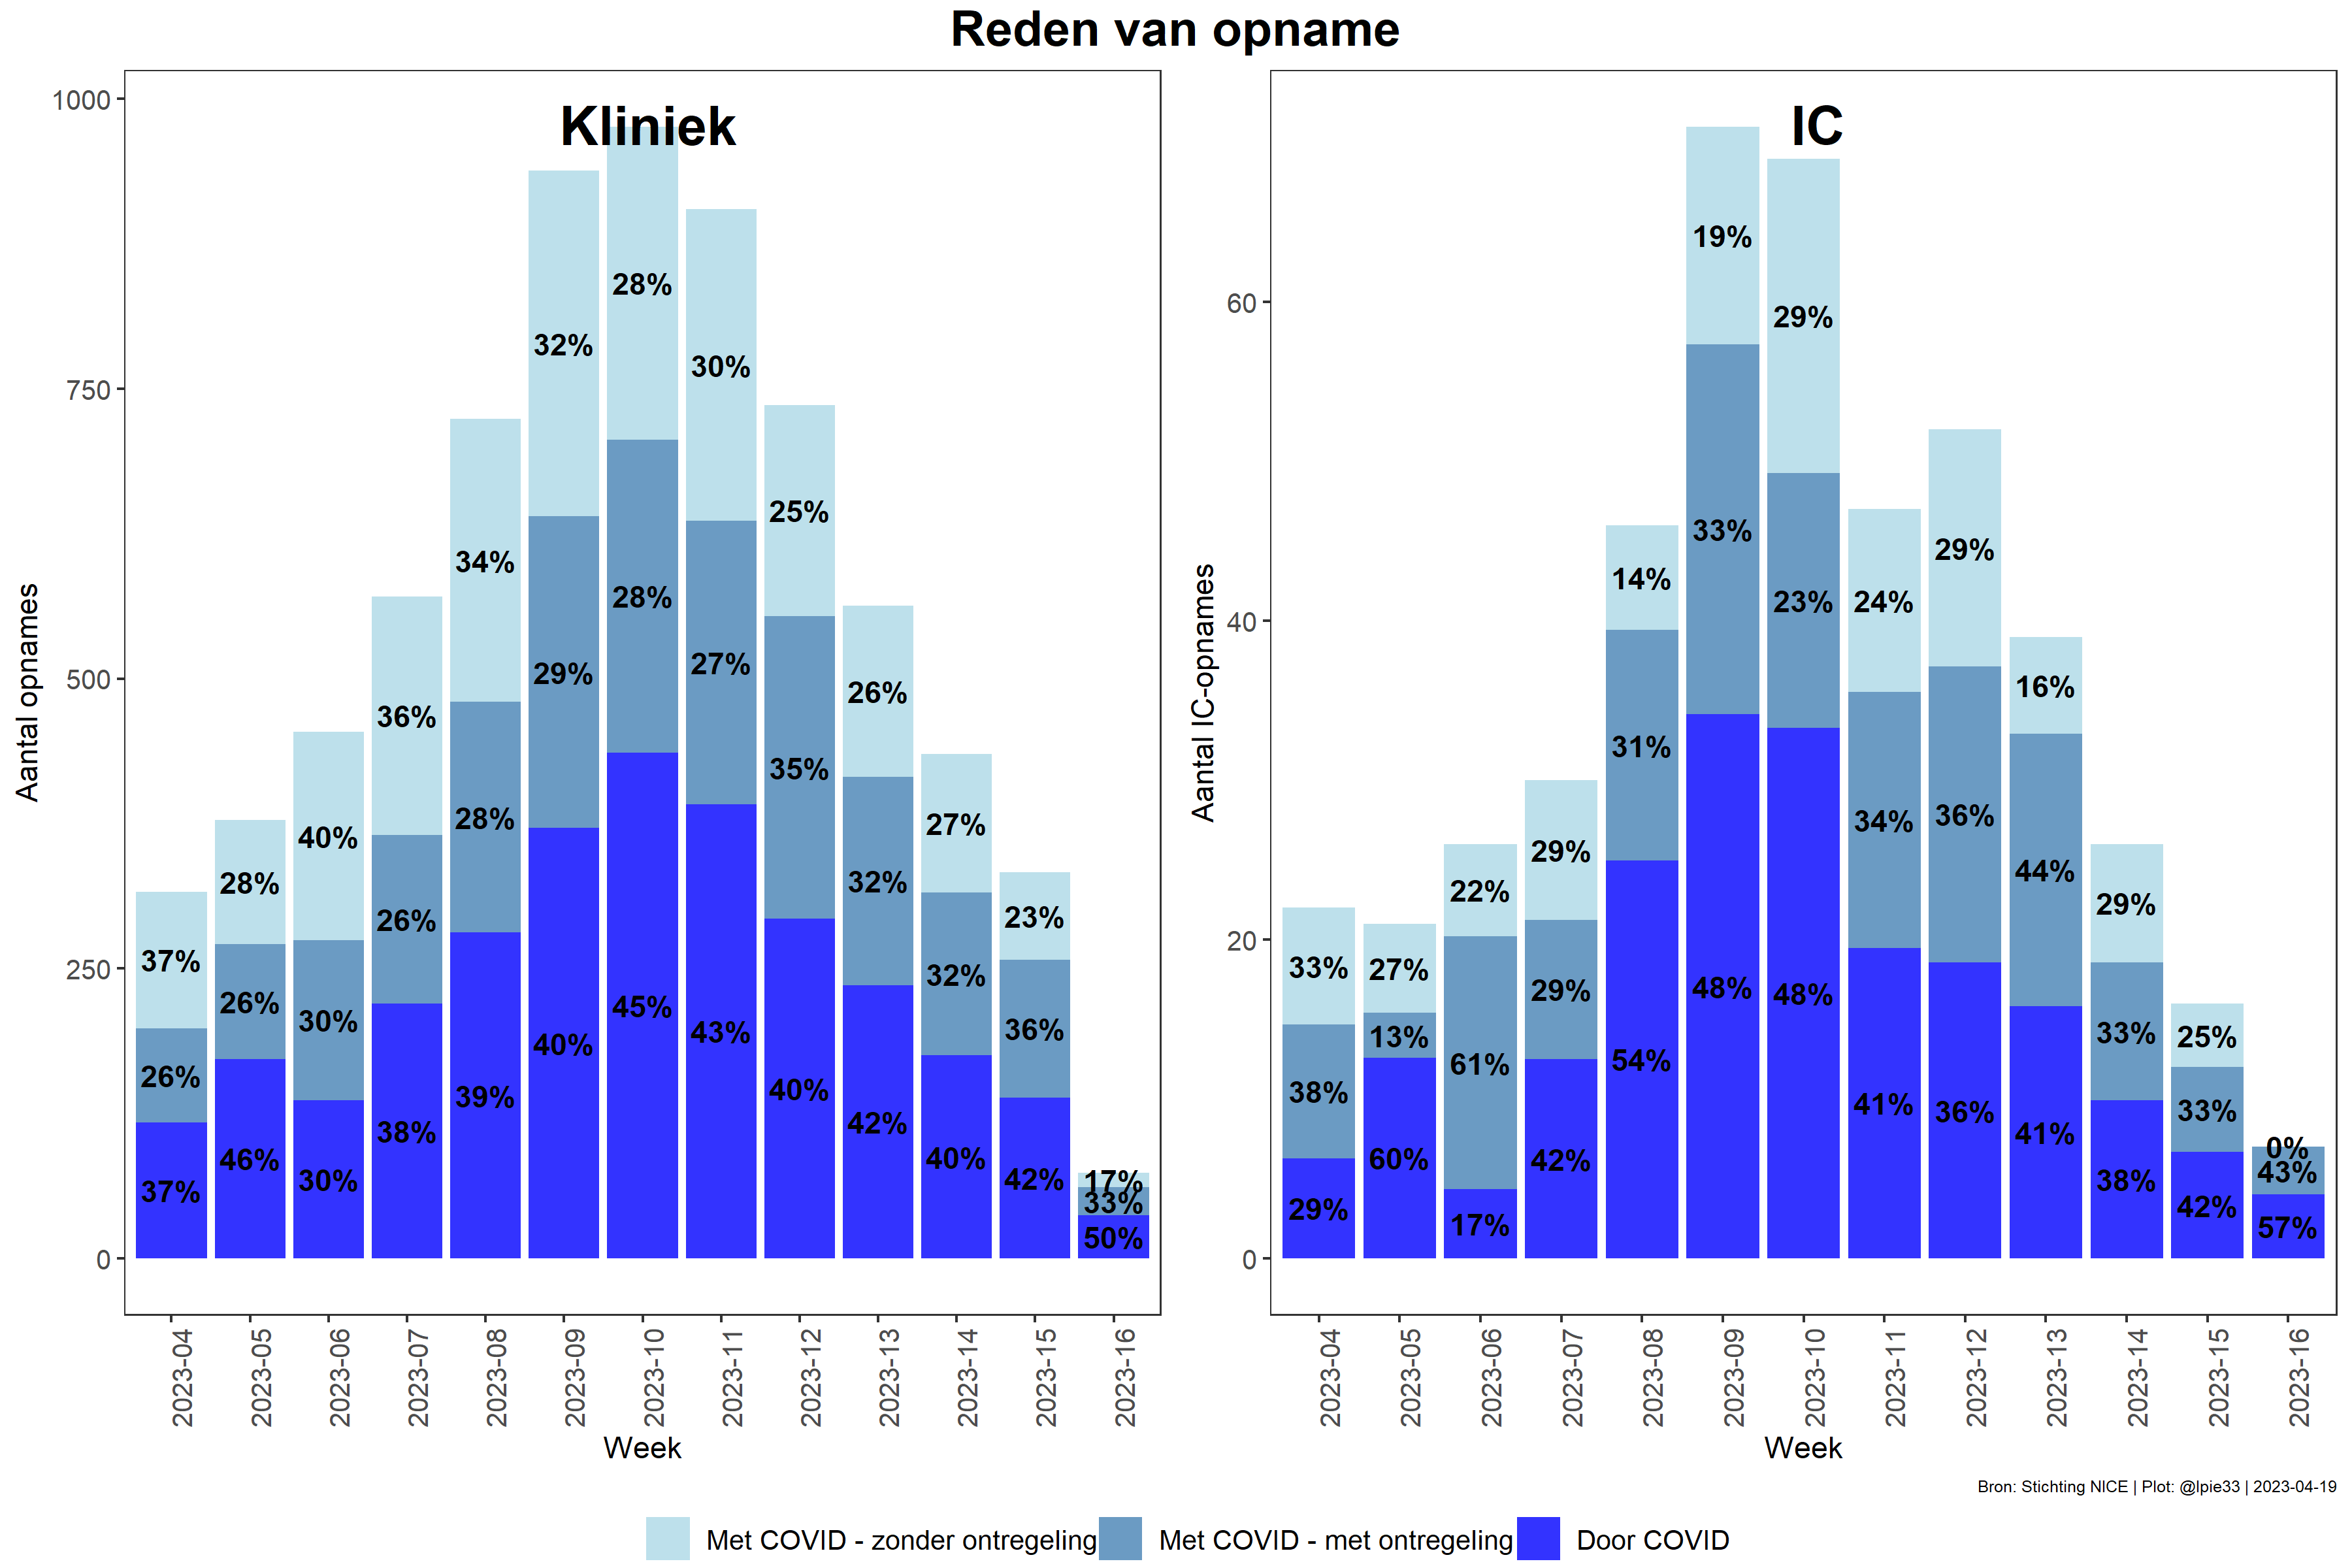 Reden van opname
Kliniek
Aantal opnames
1000
750
500
250
0
37% 28% 40% 36% 34% 32% 28% 30% 25% 26% 27% 23% 17%
26% 26% 30% 26% 28% 29% 28% 27% 35% 32% 32% 36% 33%
37% 46% 30% 38% 39% 40% 45% 43% 40% 42% 40% 42% 50%
2023-04 2023-05 2023-06 2023-07 2023-08 2023-09 2023-10 2023-11 2023-12 2023-13 2023-14 2023-15 2023-16
Week
IC
Aantal IC-opnames
60
40
20
0
33% 27% 22% 29% 14% 19% 29% 24% 29% 16% 29% 25% 0%
38% 13% 61% 29% 31% 33% 23% 34% 36% 44% 33% 33% 43%
29% 60% 17% 42% 54% 48% 48% 41% 36% 41% 38% 42% 57%
2023-04 2023-05 2023-06 2023-07 2023-08 2023-09 2023-10 2023-11 2023-12 2023-13 2023-14 2023-15 2023-16
Week
Bron: Stichting NICE | Plot: @lpie33 | 2023-04-19
Met COVID - zonder ontregeling Met COVID - met ontregeling Door COVID